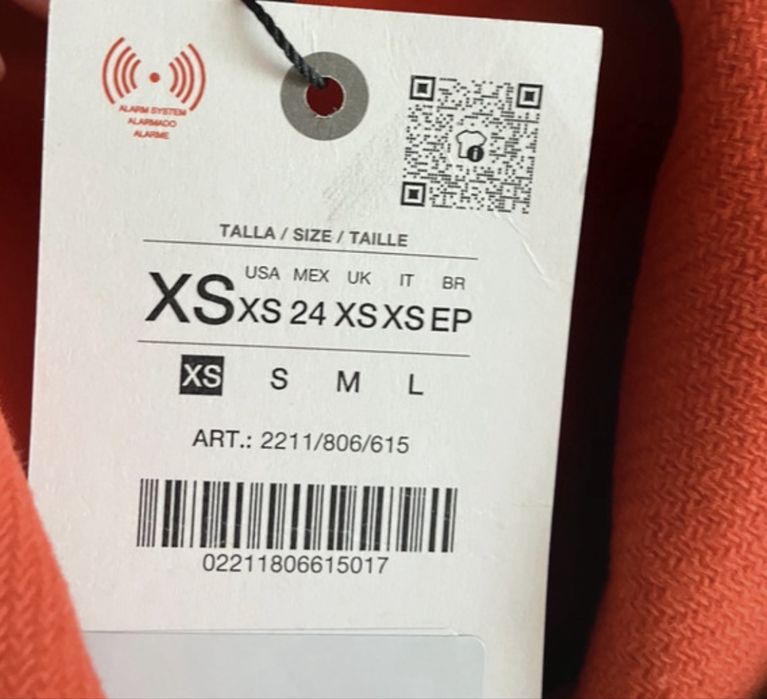 ALARM SYSTEM
ALARMADO
ALARME
TALLA / SIZE / TAILLE
USA MEX UK IT BR
XS XS 24 XS XS EP
XS S M L
ART.: 2211/806/615
02211806615017